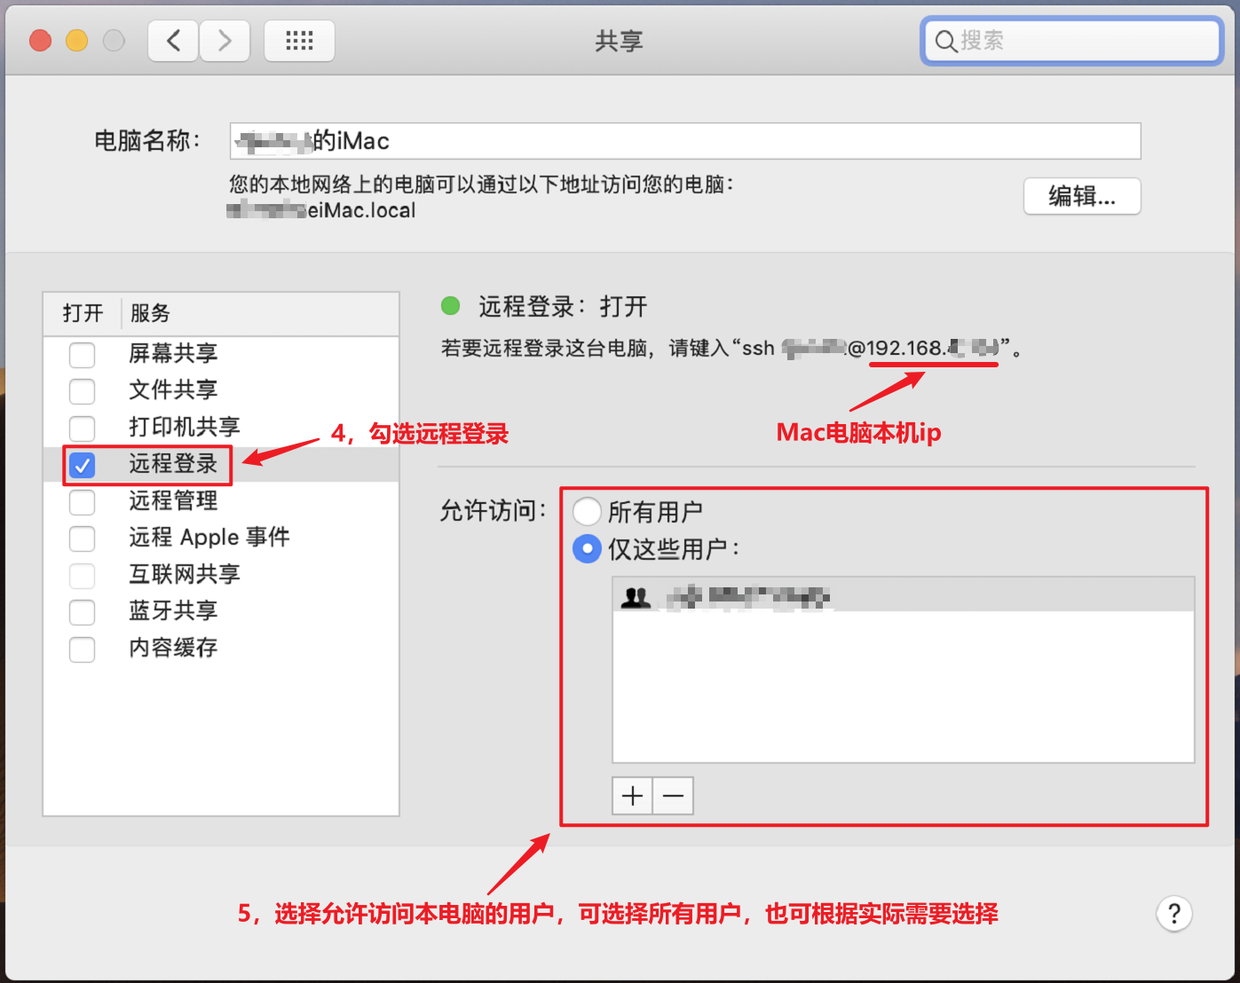 共享
搜索
电脑名称：
的iMac
您的本地网络上的电脑可以通过以下地址访问您的电脑：
eiMac.local
编辑...
打开 服务
屏幕共享
文件共享
打印机共享
远程登录
远程管理
远程 Apple 事件
互联网共享
蓝牙共享
内容缓存
4，勾选远程登录
远程登录：打开
若要远程登录这台电脑，请键入“ssh @192.168. ”。
Mac电脑本机ip
允许访问：
所有用户
仅这些用户：
+ −
5，选择允许访问本电脑的用户，可选择所有用户，也可根据实际需要选择
?